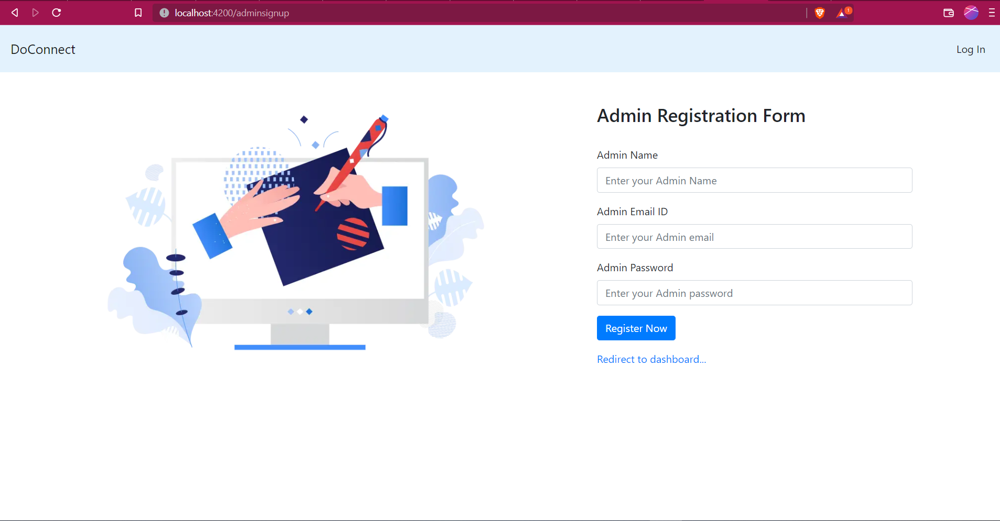 localhost:4200/adminsignup
1
DoConnect
Log In
Admin Registration Form
Admin Name
Enter your Admin Name
Admin Email ID
Enter your Admin email
Admin Password
Enter your Admin password
Register Now
Redirect to dashboard...